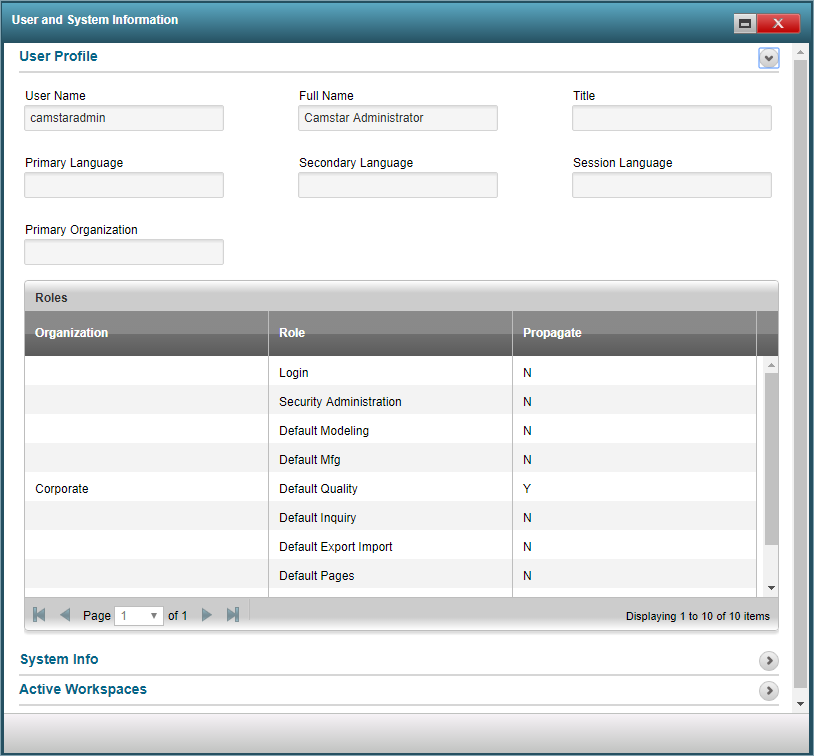 User and System Information
User Profile
User Name Full Name Title
camstaradmin Camstar Administrator
Primary Language Secondary Language Session Language
Primary Organization
Roles
Organization Role Propagate
Login N
Security Administration N
Default Modeling N
Default Mfg N
Corporate Default Quality Y
Default Inquiry N
Default Export Import N
Default Pages N
Page 1 of 1 Displaying 1 to 10 of 10 items
System Info
Active Workspaces